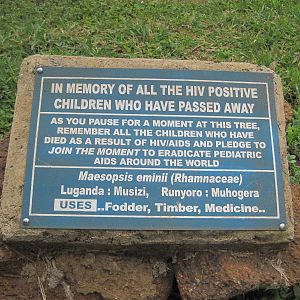 IN MEMORY OF ALL THE HIV POSITIVE
CHILDREN WHO HAVE PASSED AWAY
AS YOU PAUSE FOR A MOMENT AT THIS TREE,
REMEMBER ALL THE CHILDREN WHO HAVE
DIED AS A RESULT OF HIV/AIDS AND PLEDGE TO
JOIN THE MOMENT TO ERADICATE PEDIATRIC
AIDS AROUND THE WORLD
Maesopsis eminii (Rhamnaceae)
Luganda : Musizi, Runyoro : Muhogera
USES ..Fodder, Timber, Medicine..